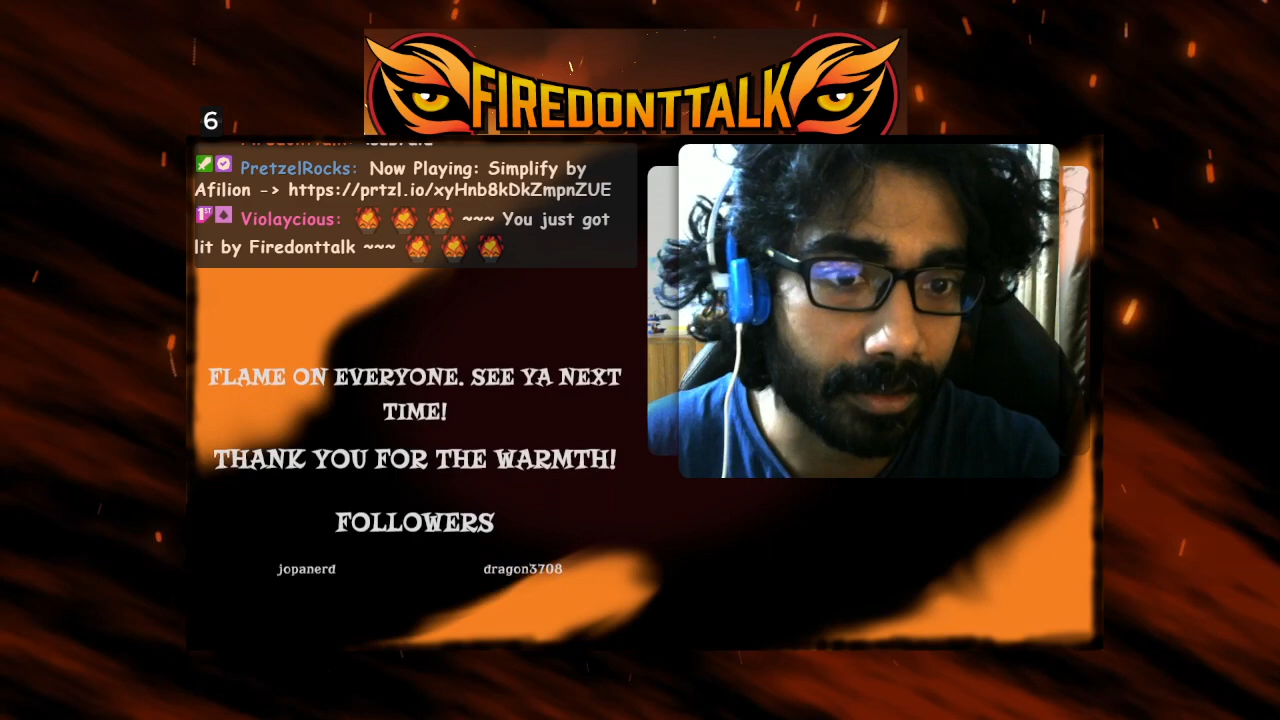 FIREDONTTALK
6
PretzelRocks: Now Playing: Simplify by
Afilion -> https://prtzl.io/xyHnb8kDkZmpnZUE
1ST Violaycious: ~~~ You just got
lit by Firedonttalk ~~~
FLAME ON EVERYONE. SEE YA NEXT
TIME!
THANK YOU FOR THE WARMTH!
FOLLOWERS
jopanerd dragon3708